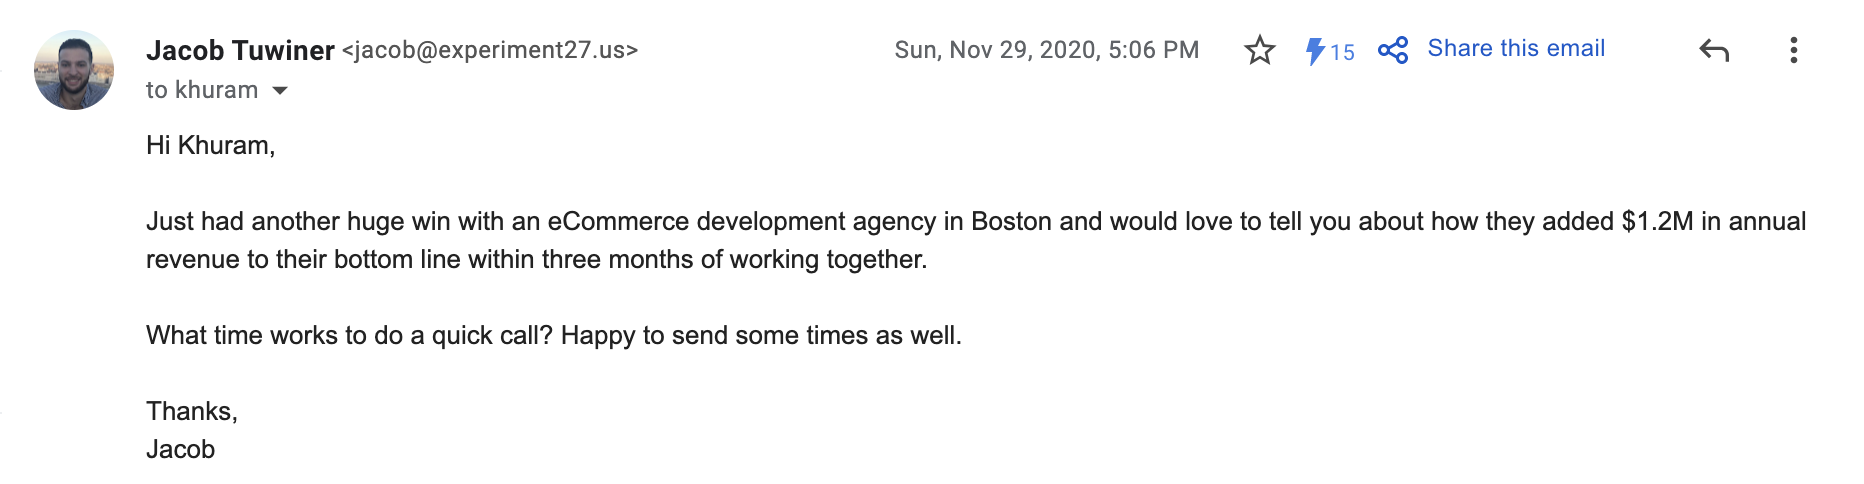 Jacob Tuwiner <jacob@experiment27.us> Sun, Nov 29, 2020, 5:06 PM 15 Share this email
to khuram
Hi Khuram,
Just had another huge win with an eCommerce development agency in Boston and would love to tell you about how they added $1.2M in annual
revenue to their bottom line within three months of working together.
What time works to do a quick call? Happy to send some times as well.
Thanks,
Jacob